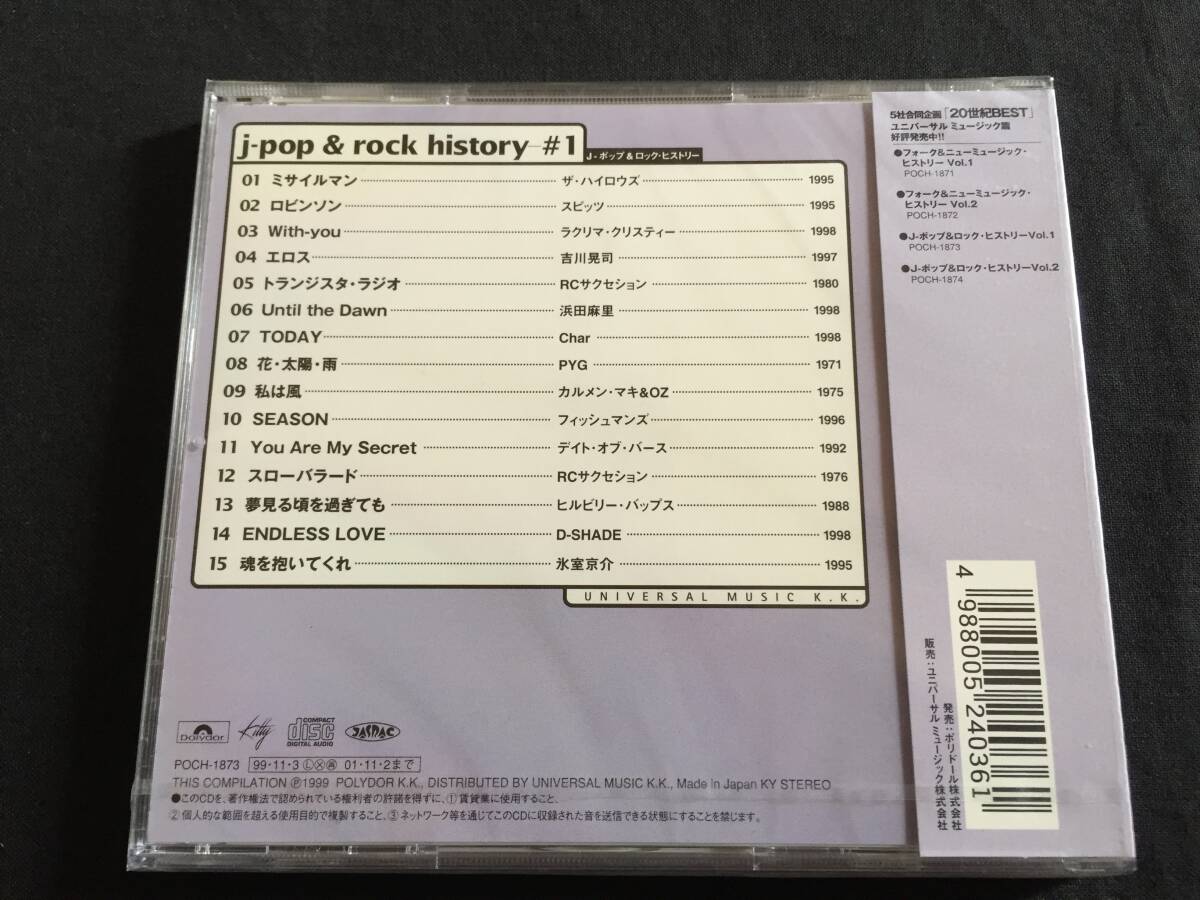 j-pop & rock history-#1
J-ポップ&ロック・ヒストリー
01 ミサイルマン ザ・ハイロウズ 1995
02 ロビンソン スピッツ 1995
03 With-you ラクリマ・クリスティー 1998
04 エロス 吉川晃司 1997
05 トランジスタ・ラジオ RCサクセション 1980
06 Until the Dawn 浜田麻里 1998
07 TODAY Char 1998
08 花・太陽・雨 PYG 1971
09 私は風 カルメン・マキ&OZ 1975
10 SEASON フィッシュマンズ 1996
11 You Are My Secret デイト・オブ・バース 1992
12 スローバラード RCサクセション 1976
13 夢見る頃を過ぎても ヒルビリー・バップス 1988
14 ENDLESS LOVE D-SHADE 1998
15 魂を抱いてくれ 氷室京介 1995
UNIVERSAL MUSIC K.K.
Polydor Kitty COMPACT disc DIGITAL AUDIO JASRAC
POCH-1873 99・11・3 Ⓛ Ⓧ 再 01・11・2まで
THIS COMPILATION Ⓟ1999 POLYDOR K.K., DISTRIBUTED BY UNIVERSAL MUSIC K.K., Made in Japan KY STEREO
●このCDを、著作権法で認められている権利者の許諾を得ずに、①賃貸業に使用すること、
②個人的な範囲を超える使用目的で複製すること、③ネットワーク等を通じてこのCDに収録された音を送信できる状態にすることを禁じます。
5社合同企画「20世紀BEST」
ユニバーサル ミュージック篇
好評発売中!!
●フォーク&ニューミュージック・
ヒストリー Vol.1
POCH-1871
●フォーク&ニューミュージック・
ヒストリー Vol.2
POCH-1872
●J-ポップ&ロック・ヒストリーVol.1
POCH-1873
●J-ポップ&ロック・ヒストリーVol.2
POCH-1874
4 988005 240361
発売：ポリドール株式会社
販売：ユニバーサル ミュージック株式会社